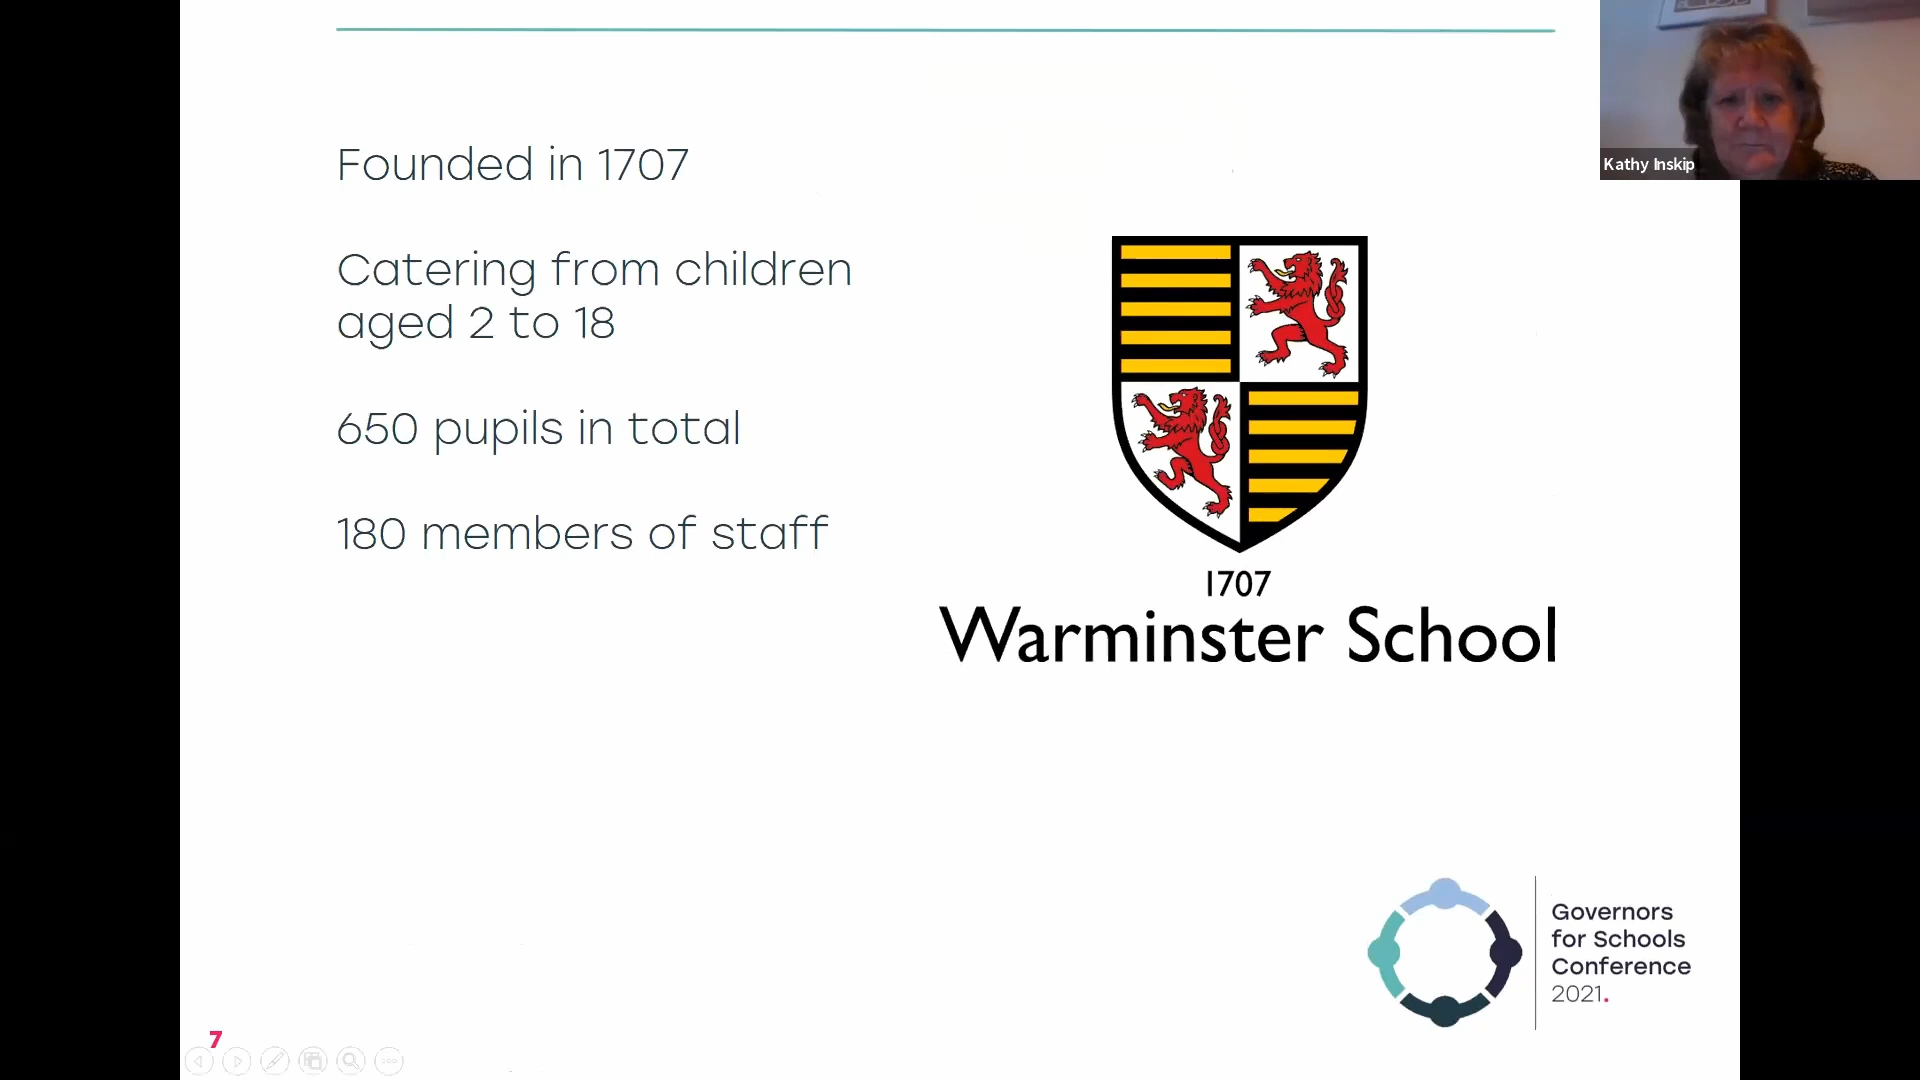 Founded in 1707
Catering from children
aged 2 to 18
650 pupils in total
180 members of staff
1707
Warminster School
Kathy Inskip
Governors
for Schools
Conference
2021.
7